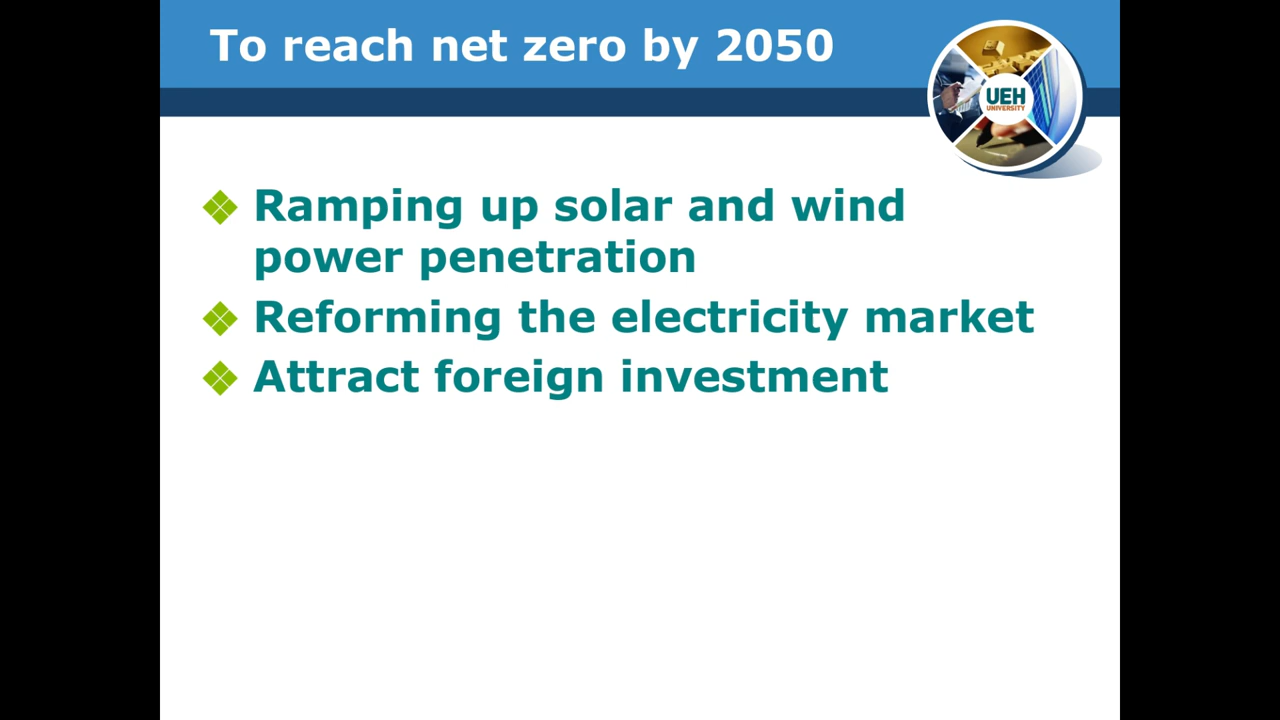 To reach net zero by 2050
UEH
UNIVERSITY
Ramping up solar and wind
power penetration
Reforming the electricity market
Attract foreign investment